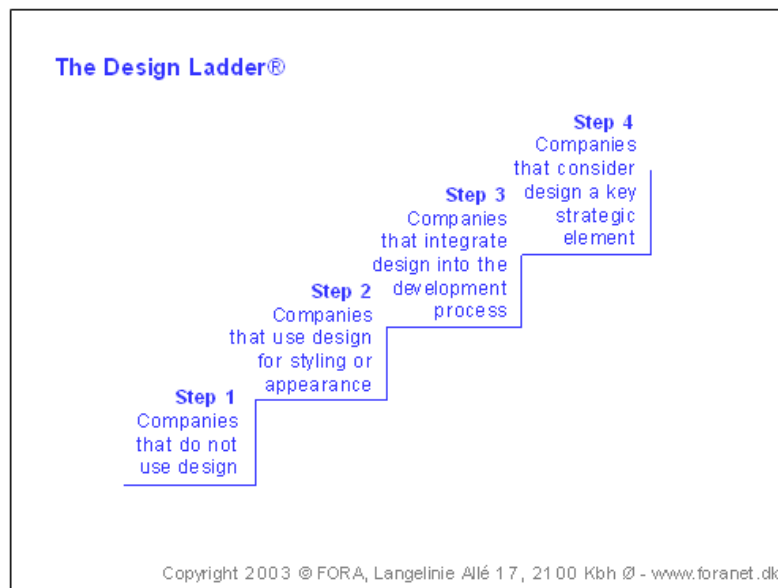 The Design Ladder®
Step 1
Companies
that do not
use design
Step 2
Companies
that use design
for styling or
appearance
Step 3
Companies
that integrate
design into the
development
process
Step 4
Companies
that consider
design a key
strategic
element
Copyright 2003 © FORA, Langelinie Allé 17, 2100 Kbh Ø - www.foranet.dk